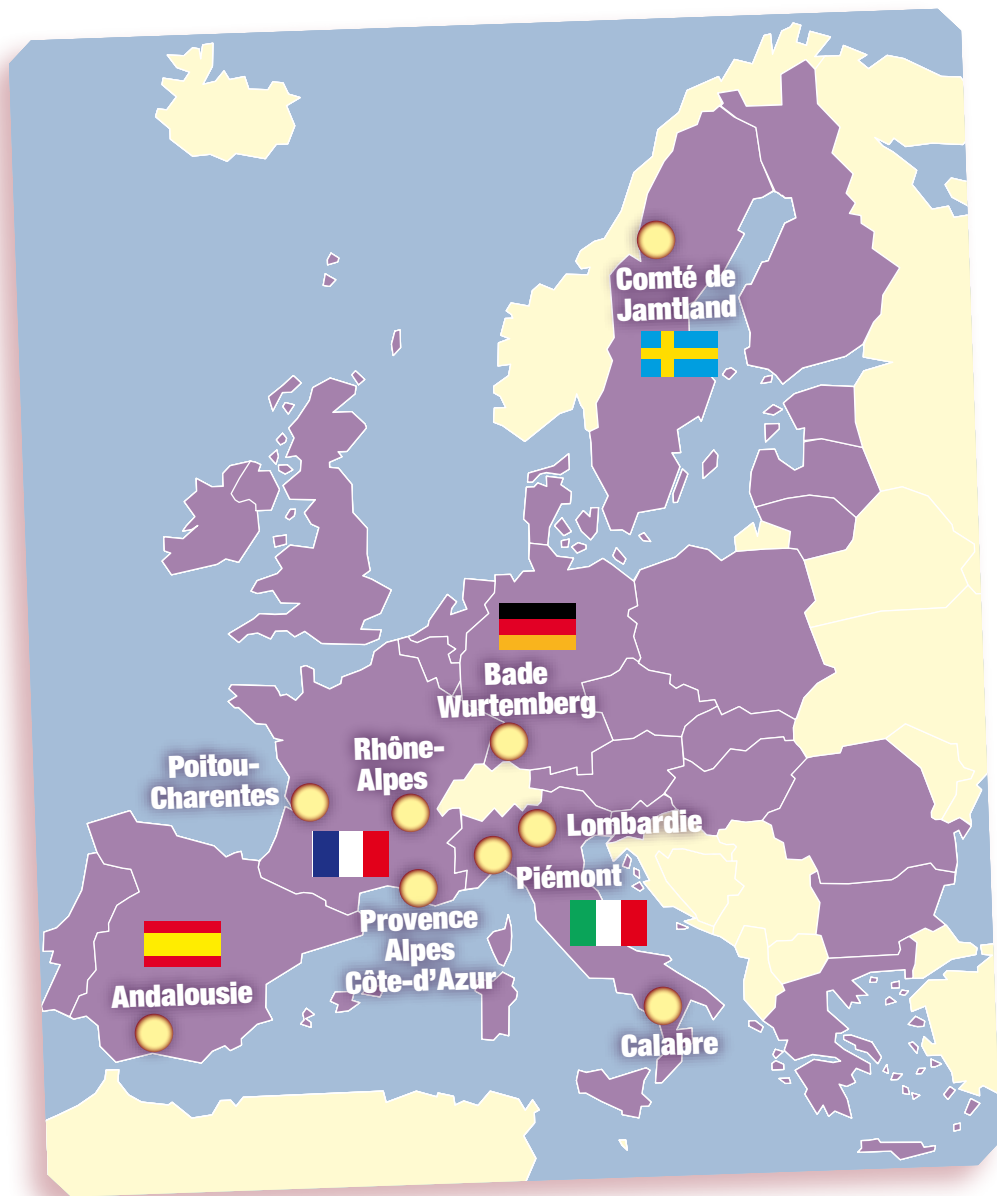 Comté de
Jamtland
Bade
Wurtemberg
Rhône-
Alpes
Poitou-
Charentes
Lombardie
Piémont
Provence
Alpes
Côte-d'Azur
Andalousie
Calabre